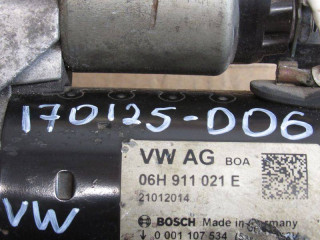 170125-D06
VW AG BOA
06H 911 021 E
21012014
VW
BOSCH Made in Germany
0 001 107 534